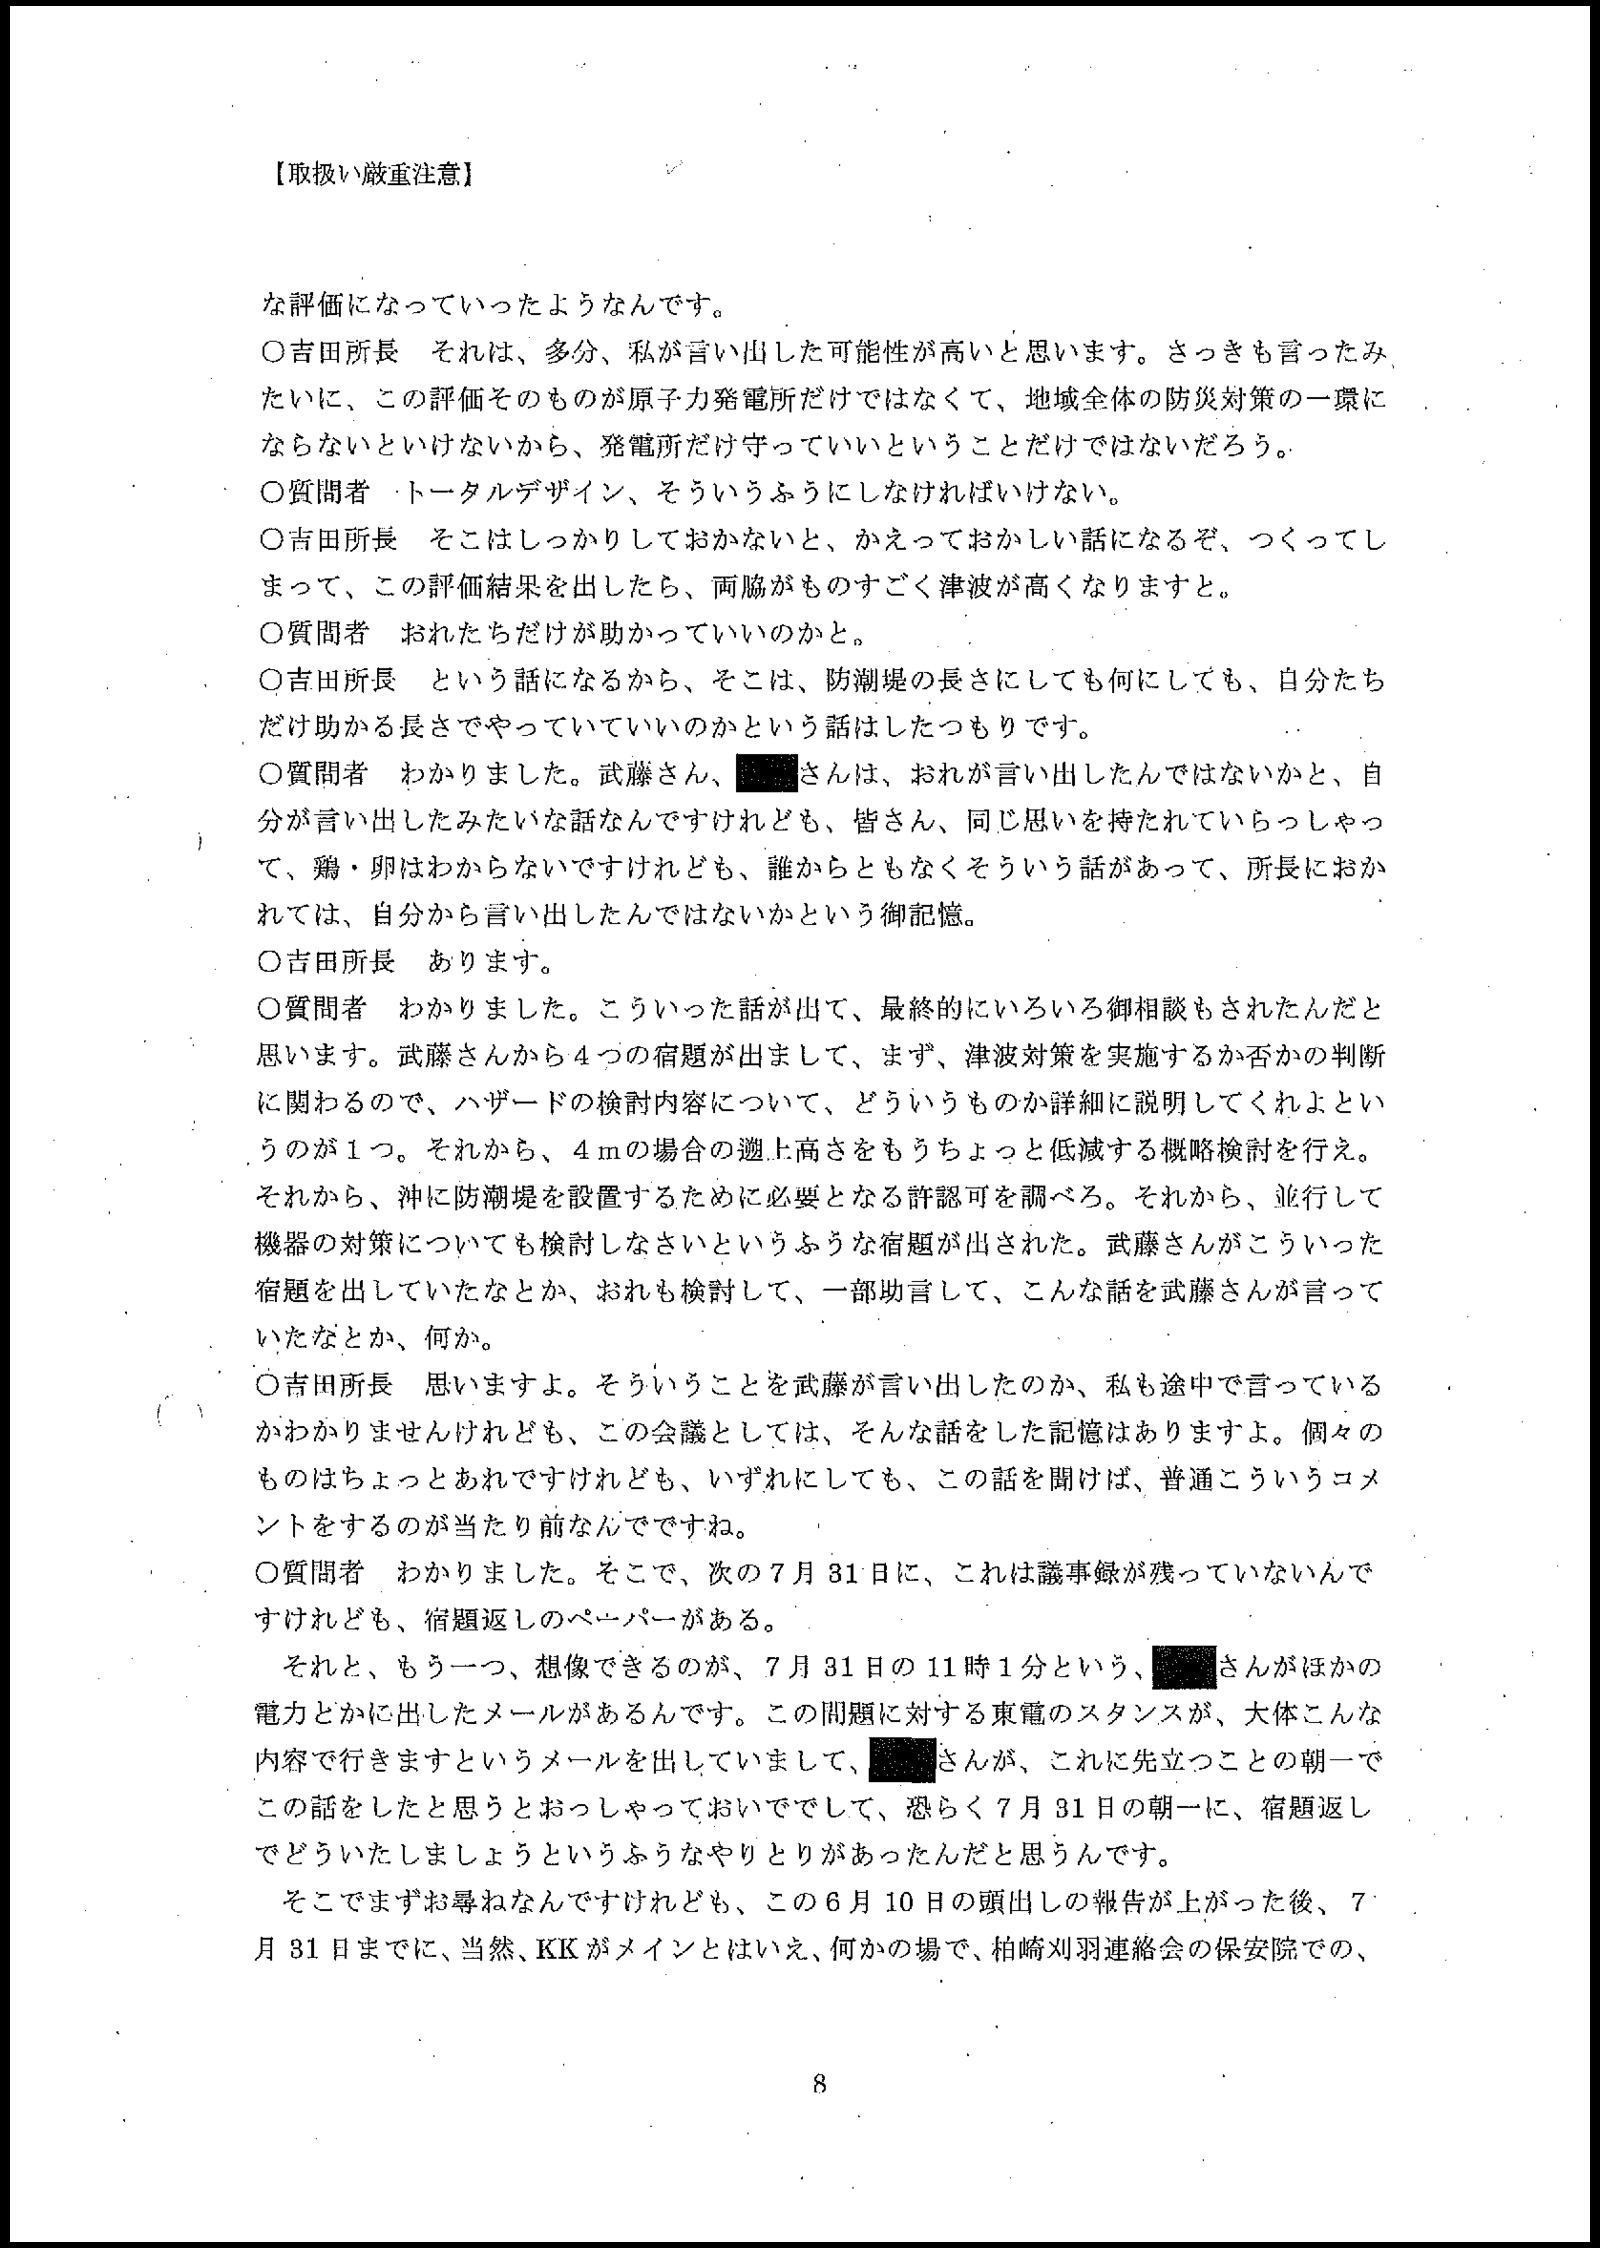 【取扱い厳重注意】
な評価になっていったようなんです。
○吉田所長　それは、多分、私が言い出した可能性が高いと思います。さっきも言ったみ
たいに、この評価そのものが原子力発電所だけではなくて、地域全体の防災対策の一環に
ならないといけないから、発電所だけ守っていいということだけではないだろう。
○質問者　トータルデザイン、そういうふうにしなければいけない。
○吉田所長　そこはしっかりしておかないと、かえっておかしい話になるぞ、つくってし
まって、この評価結果を出したら、両脇がものすごく津波が高くなりますと。
○質問者　おれたちだけが助かっていいのかと。
○吉田所長　という話になるから、そこは、防潮堤の長さにしても何にしても、自分たち
だけ助かる長さでやっていていいのかという話はしたつもりです。
○質問者　わかりました。武藤さん、さんは、おれが言い出したんではないかと、自
分が言い出したみたいな話なんですけれども、皆さん、同じ思いを持たれていらっしゃっ
て、鶏・卵はわからないですけれども、誰からともなくそういう話があって、所長におか
れては、自分から言い出したんではないかという御記憶。
○吉田所長　あります。
○質問者　わかりました。こういった話が出て、最終的にいろいろ御相談もされたんだと
思います。武藤さんから４つの宿題が出まして、まず、津波対策を実施するか否かの判断
に関わるので、ハザードの検討内容について、どういうものか詳細に説明してくれよとい
うのが１つ。それから、４ｍの場合の遡上高さをもうちょっと低減する概略検討を行え。
それから、沖に防潮堤を設置するために必要となる許認可を調べろ。それから、並行して
機器の対策についても検討しなさいというふうな宿題が出された。武藤さんがこういった
宿題を出していたなとか、おれも検討して、一部助言して、こんな話を武藤さんが言って
いたなとか、何か。
○吉田所長　思いますよ。そういうことを武藤が言い出したのか、私も途中で言っている
かわかりませんけれども、この会議としては、そんな話をした記憶はありますよ。個々の
ものはちょっとあれですけれども、いずれにしても、この話を聞けば、普通こういうコメ
ントをするのが当たり前なんでですね。
○質問者　わかりました。そこで、次の７月 31 日に、これは議事録が残っていないんで
すけれども、宿題返しのペーパーがある。
　それと、もう一つ、想像できるのが、７月 31 日の 11 時１分という、さんがほかの
電力とかに出したメールがあるんです。この問題に対する東電のスタンスが、大体こんな
内容で行きますというメールを出していまして、さんが、これに先立つことの朝一で
この話をしたと思うとおっしゃっておいででして、恐らく７月 31 日の朝一に、宿題返し
でどういたしましょうというふうなやりとりがあったんだと思うんです。
　そこでまずお尋ねなんですけれども、この６月 10 日の頭出しの報告が上がった後、７
月 31 日までに、当然、KK がメインとはいえ、何かの場で、柏崎刈羽連絡会の保安院での、
8